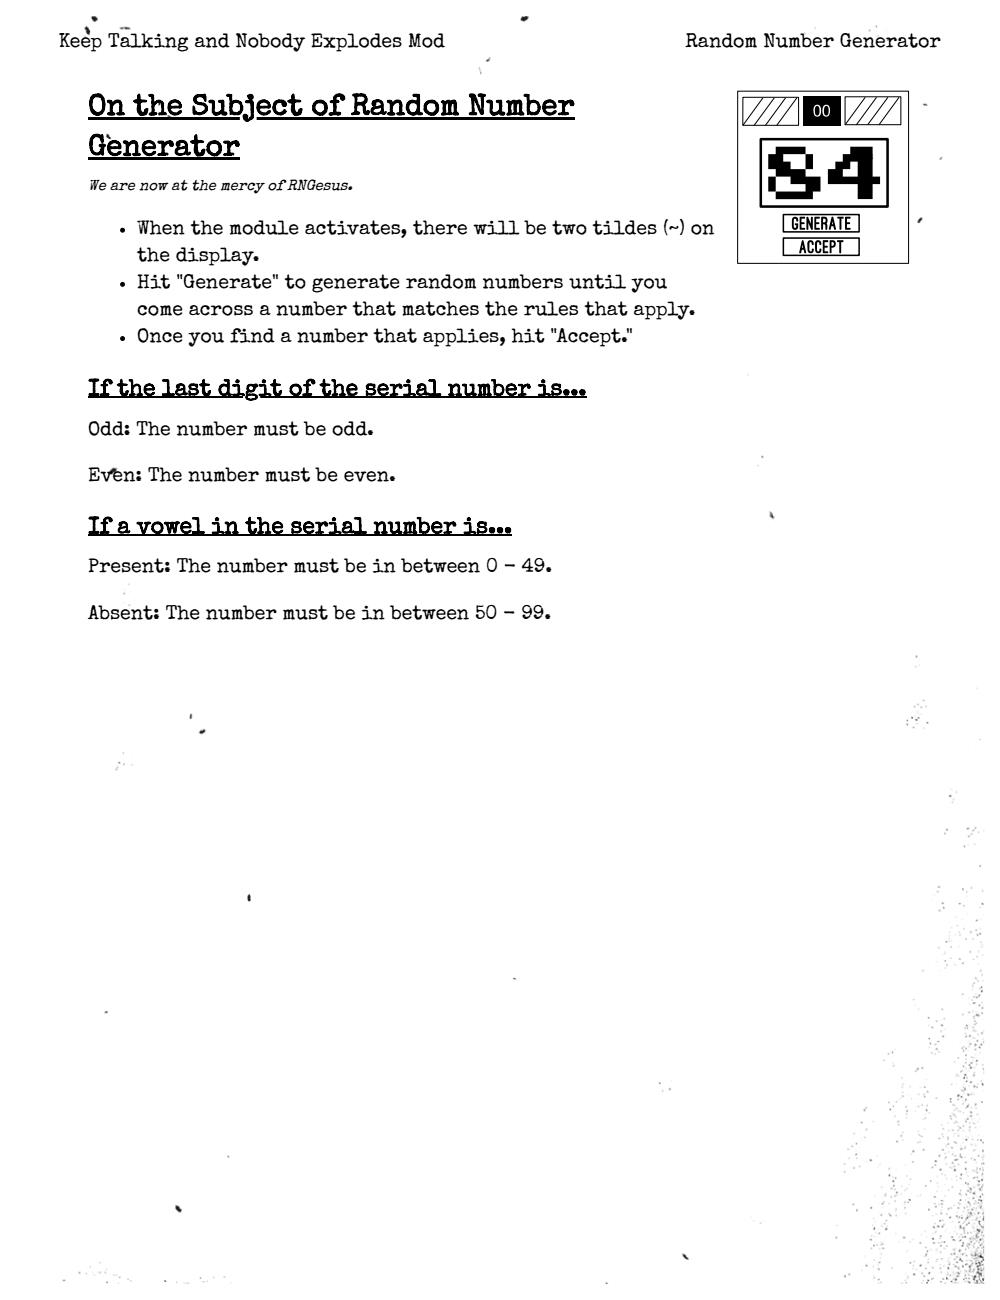 Keep Talking and Nobody Explodes Mod
Random Number Generator
On the Subject of Random Number
Generator
We are now at the mercy of RNGesus.
• When the module activates, there will be two tildes (~) on
the display.
• Hit "Generate" to generate random numbers until you
come across a number that matches the rules that apply.
• Once you find a number that applies, hit "Accept."
00
84
GENERATE
ACCEPT
If the last digit of the serial number is...
Odd: The number must be odd.
Even: The number must be even.
If a vowel in the serial number is...
Present: The number must be in between 0 - 49.
Absent: The number must be in between 50 - 99.